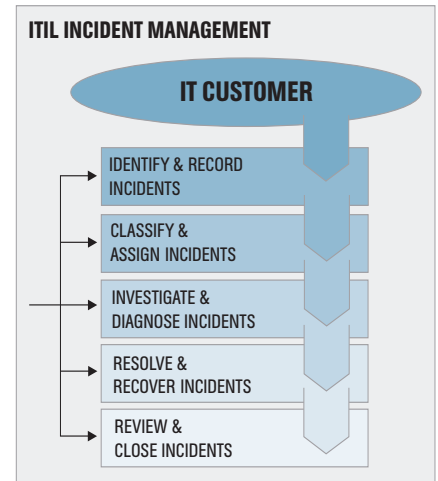 ITIL INCIDENT MANAGEMENT
IT CUSTOMER
IDENTIFY & RECORD
INCIDENTS
CLASSIFY &
ASSIGN INCIDENTS
INVESTIGATE &
DIAGNOSE INCIDENTS
RESOLVE &
RECOVER INCIDENTS
REVIEW &
CLOSE INCIDENTS